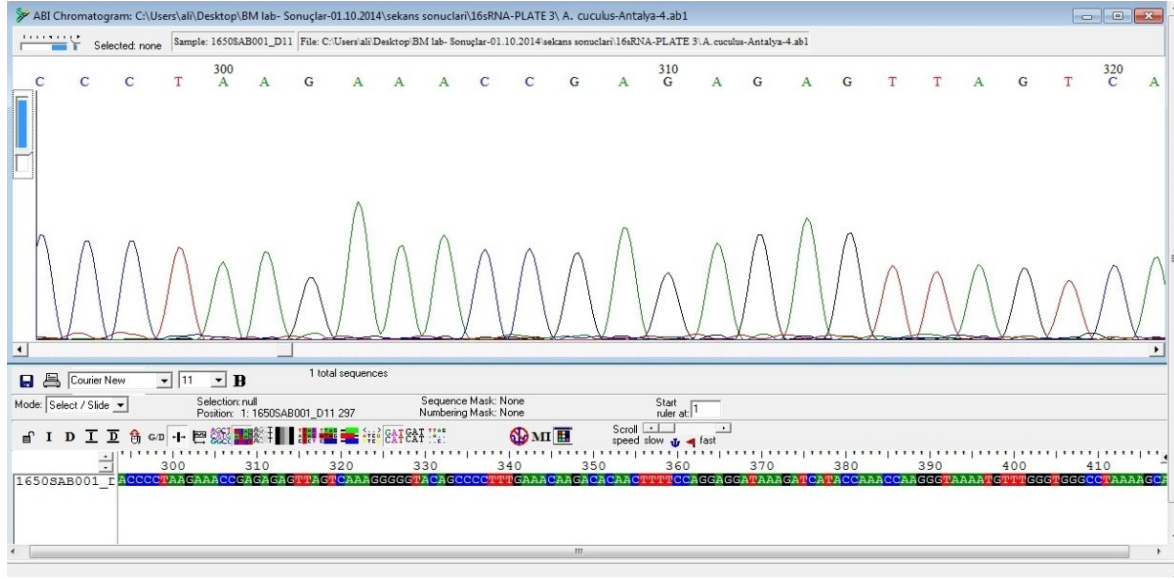 ABI Chromatogram: C:\Users\ali\Desktop\BM lab- Sonuçlar-01.10.2014\sekans sonuclari\16sRNA-PLATE 3\ A. cuculus-Antalya-4.ab1
Selected: none Sample: 1650SAB001_D11 File: C:\Users\ali\Desktop\BM lab- Sonuçlar-01.10.2014\sekans sonuclari\16sRNA-PLATE 3\A.cuculus-Antalya-4.ab1
300 310 320
C C C T A A G A A A C C G A G A G A G T T A G T C A
Courier New 11 B 1 total sequences
Mode: Select / Slide Selection: null Sequence Mask: None Start
Position: 1: 1650SAB001_D11 297 Numbering Mask: None ruler at: 1
I D I D G/D MI Scroll
speed slow fast
300 310 320 330 340 350 360 370 380 390 400 410
1650SAB001_D ACCCCTAAGAAACCGAGAGAGTTAGTCAAAGGGGGTACAGCCCCTTTGAAACAAGACACAACTTTTCCAGGAGGATAAAGATCATACCAAACCAAGGGTAAAATGTTTGGGTGGGCCTAAAAGCA